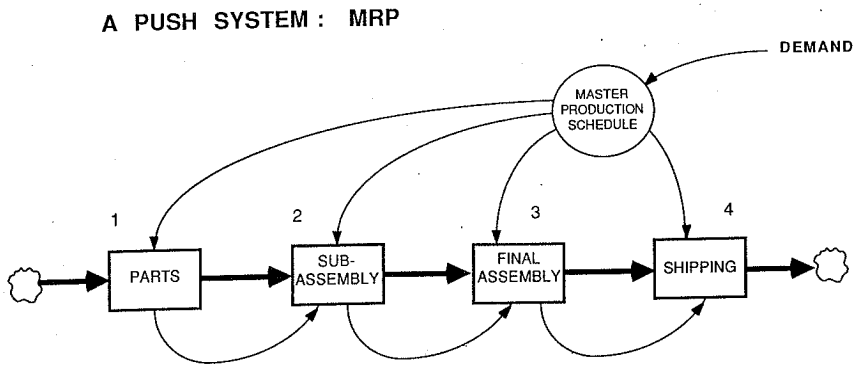 A PUSH SYSTEM : MRP
DEMAND
MASTER
PRODUCTION
SCHEDULE
1
2
3
4
PARTS
SUB-
ASSEMBLY
FINAL
ASSEMBLY
SHIPPING